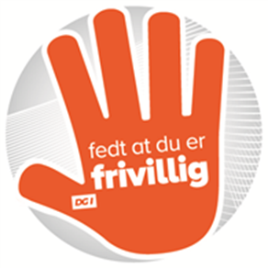 fedt at du er
frivillig
DGI